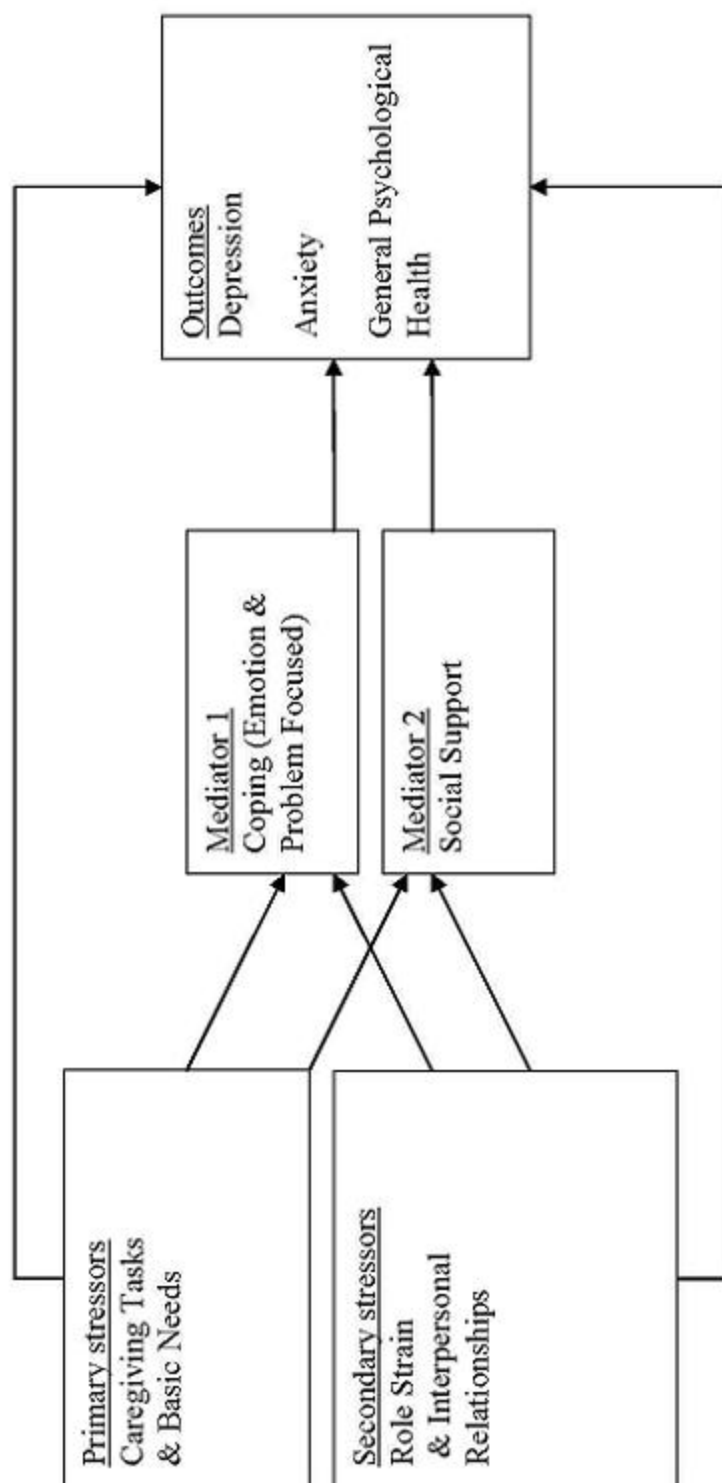 Primary stressors
Caregiving Tasks
& Basic Needs
Secondary stressors
Role Strain
& Interpersonal
Relationships
Mediator 1
Coping (Emotion &
Problem Focused)
Mediator 2
Social Support
Outcomes
Depression
Anxiety
General Psychological
Health